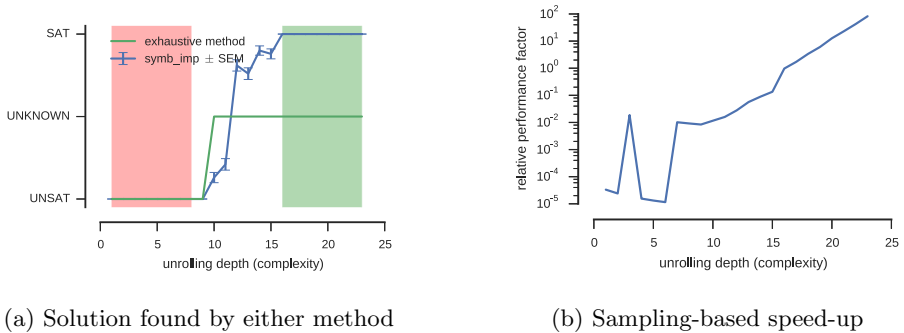 SAT
UNKNOWN
UNSAT
exhaustive method
symb_imp ± SEM
0 5 10 15 20 25
unrolling depth (complexity)
(a) Solution found by either method
relative performance factor
10^2
10^1
10^0
10^-1
10^-2
10^-3
10^-4
10^-5
0 5 10 15 20 25
unrolling depth (complexity)
(b) Sampling-based speed-up